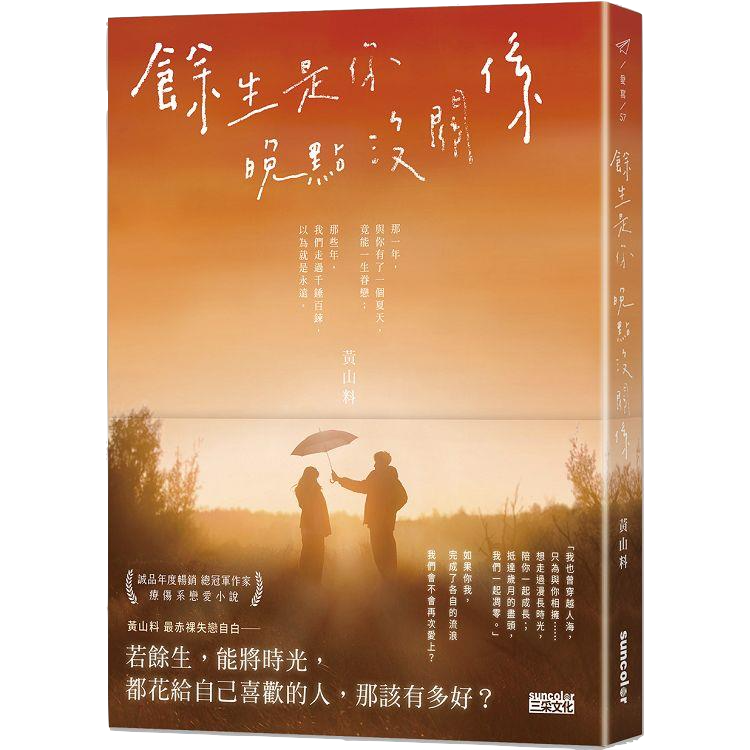 餘生是你
晚點沒關係
那一年，
與你有了一個夏天，
竟能一生眷戀；
那些年，
我們走過千錘百鍊，
以為就是永遠。
黃山料
「我也曾穿越人海，
只為與你相擁……
想走過漫長時光，
陪你一起成長；
抵達歲月的盡頭，
我們一起凋零。」
如果你我，
完成了各自的流浪
我們會不會再次愛上？
誠品年度暢銷 總冠軍作家
療傷系戀愛小說
黃山料 最赤裸失戀自白──
若餘生，能將時光，
都花給自己喜歡的人，那該有多好？
suncolor
三采文化
/愛寫/57
餘生是你 晚點沒關係
黃山料
suncolor